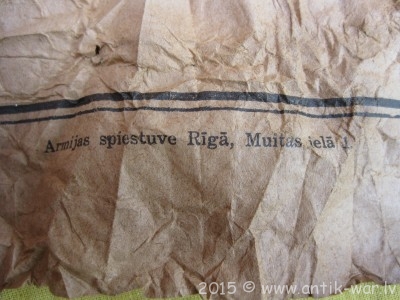 Armijas spiestuve Rīgā, Muitas ielā 1.
2015 © www.antik-war.lv